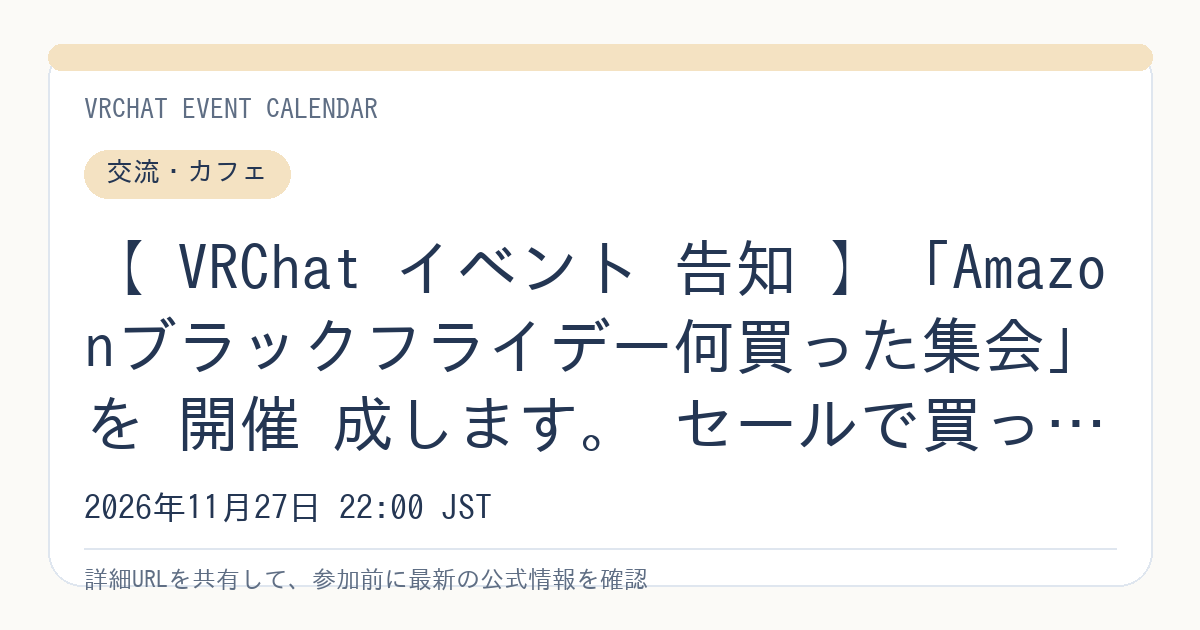 VRCHAT EVENT CALENDAR
交流・カフェ
【 VRChat イベント 告知 】 「Amazo
nブラックフライデー何買った集会」
を 開催 成します。 セールで買っ…
2026年11月27日 22:00 JST
詳細URLを共有して、参加前に最新の公式情報を確認